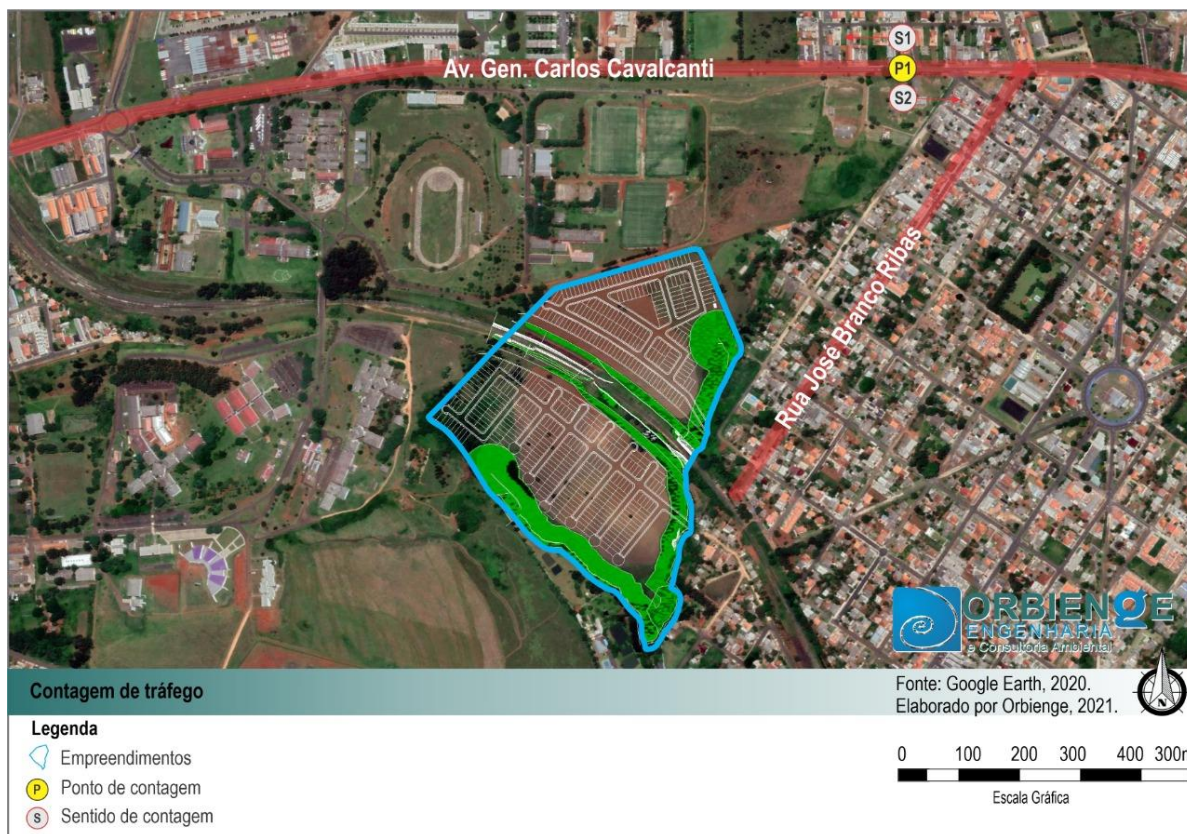 S1
Av. Gen. Carlos Cavalcanti
P1
S2
Rua José Branco Ribas
ORBIENGE
ENGENHARIA
e Consultoria Ambiental
Contagem de tráfego
Fonte: Google Earth, 2020.
Elaborado por Orbienge, 2021.
N
Legenda
Empreendimentos
P Ponto de contagem
S Sentido de contagem
0 100 200 300 400 300m
Escala Gráfica